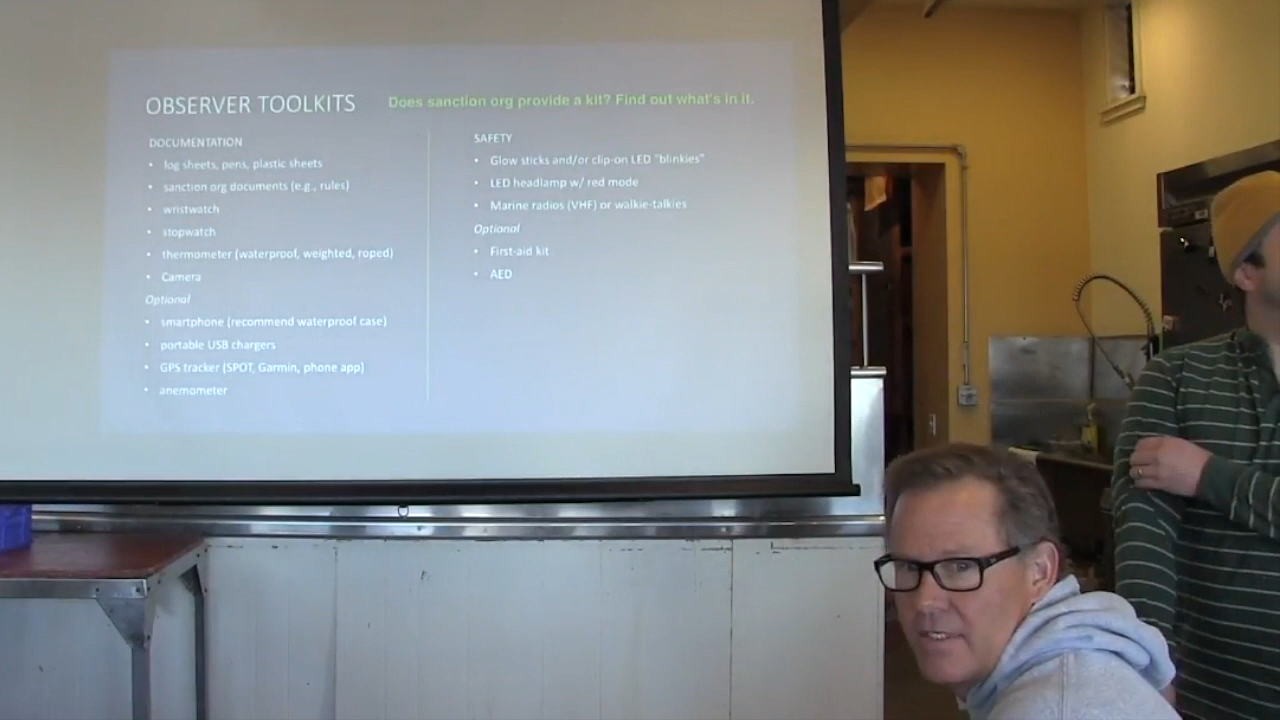 OBSERVER TOOLKITS
Does sanction org provide a kit? Find out what's in it.
DOCUMENTATION
• log sheets, pens, plastic sheets
• sanction org documents (e.g., rules)
• wristwatch
• stopwatch
• thermometer (waterproof, weighted, roped)
• Camera
Optional
• smartphone (recommend waterproof case)
• portable USB chargers
• GPS tracker (SPOT, Garmin, phone app)
• anemometer
SAFETY
• Glow sticks and/or clip-on LED "blinkies"
• LED headlamp w/ red mode
• Marine radios (VHF) or walkie-talkies
Optional
• First-aid kit
• AED